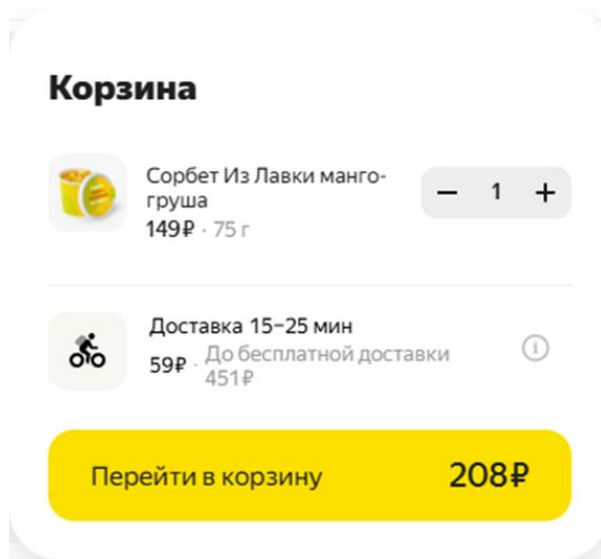 Корзина
Сорбет Из Лавки манго-
груша
149₽ · 75 г
— 1 +
Доставка 15–25 мин
59₽ · До бесплатной доставки
451₽
Перейти в корзину 208₽